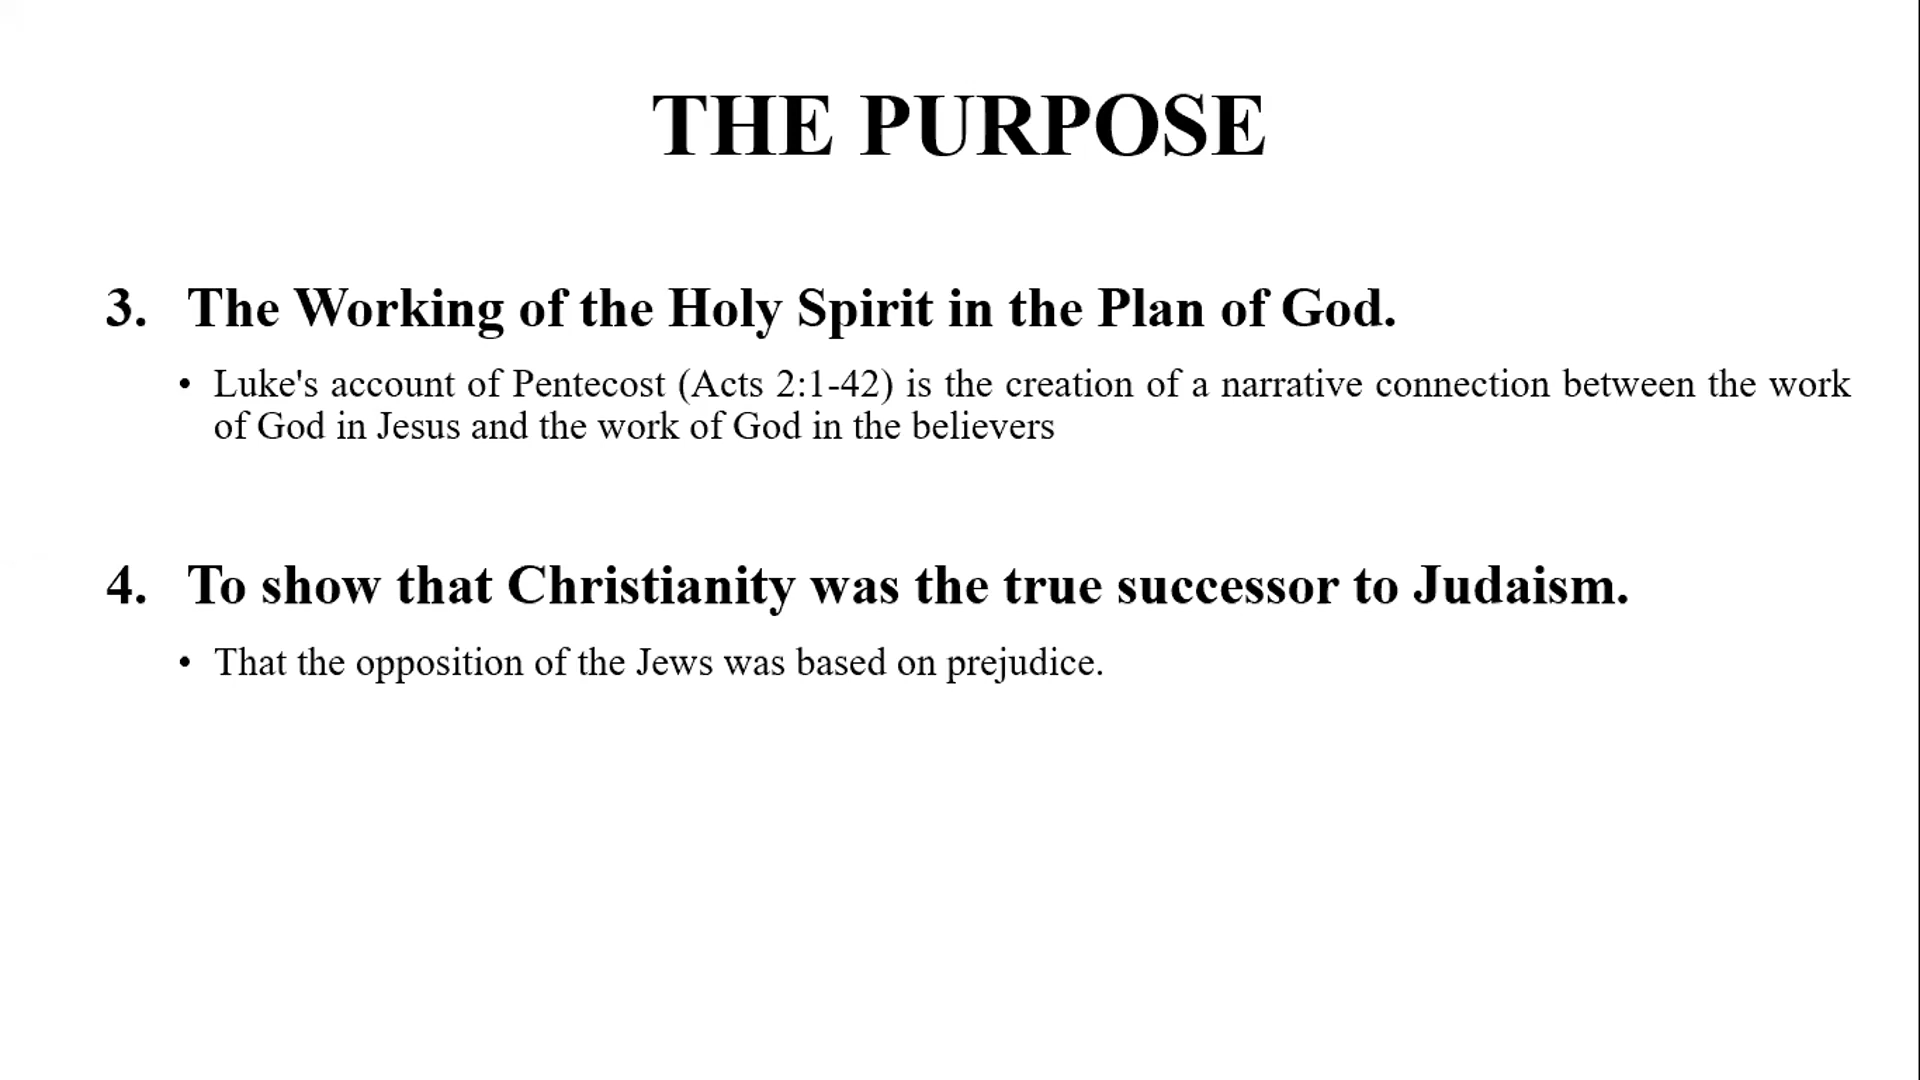 THE PURPOSE
3. The Working of the Holy Spirit in the Plan of God.
• Luke's account of Pentecost (Acts 2:1-42) is the creation of a narrative connection between the work
of God in Jesus and the work of God in the believers
4. To show that Christianity was the true successor to Judaism.
• That the opposition of the Jews was based on prejudice.